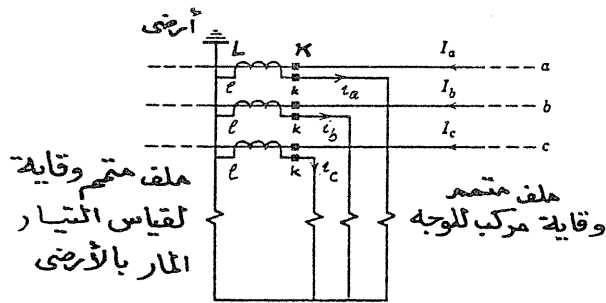 أرضى
L K
I_a a
l k i_a
I_b b
l k i_b
I_c c
l k i_c
ملف متمم وقاية
لقياس التيار
المار بالأرضى
ملف متمم
وقاية مركب للوجه